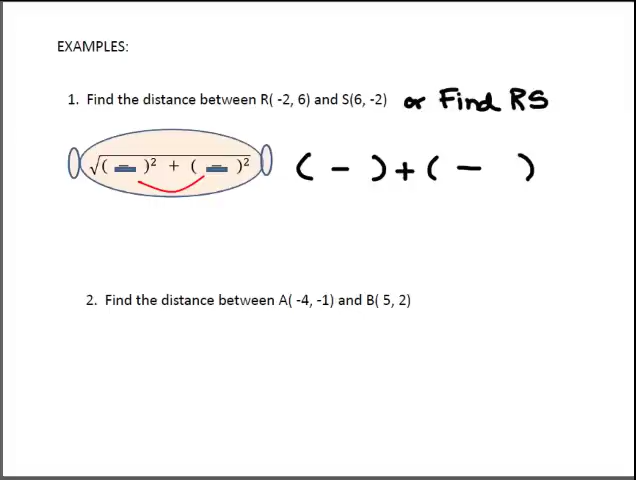 EXAMPLES:
1. Find the distance between R( -2, 6) and S(6, -2) or Find RS
√( − )² + ( − )² ( − ) + ( − )
2. Find the distance between A( -4, -1) and B( 5, 2)